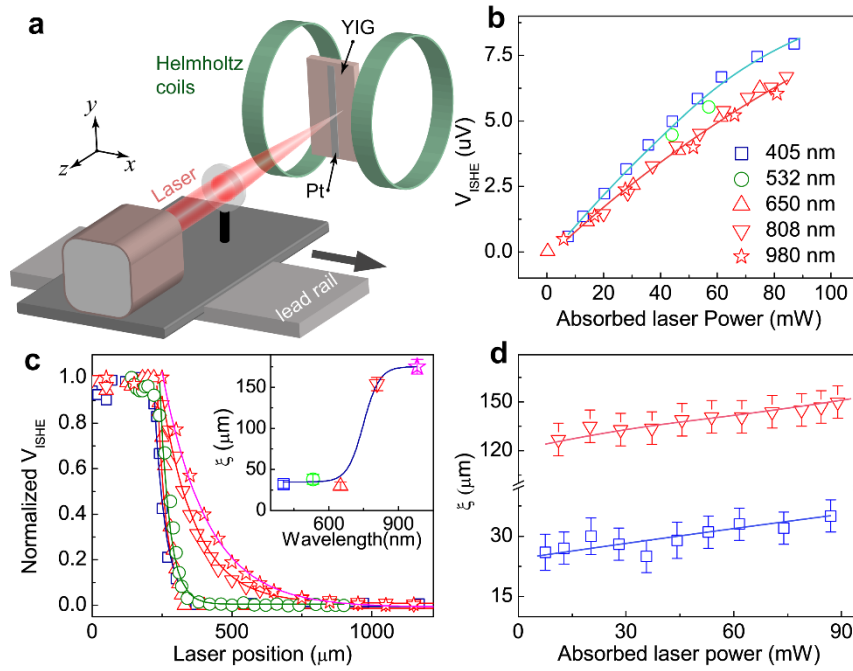 a
YIG
Helmholtz
coils
y
z
x
Laser
Pt
lead rail
b
V_ISHE (uV)
7.5
5.0
2.5
0.0
405 nm
532 nm
650 nm
808 nm
980 nm
0 20 40 60 80 100
Absorbed laser Power (mW)
c
Normalized V_ISHE
1.0
0.8
0.6
0.4
0.2
0.0
0 500 1000
Laser position (μm)
ξ (μm)
150
100
50
0
600 900
Wavelength(nm)
d
ξ (μm)
150
120
30
15
0 30 60 90
Absorbed laser power (mW)